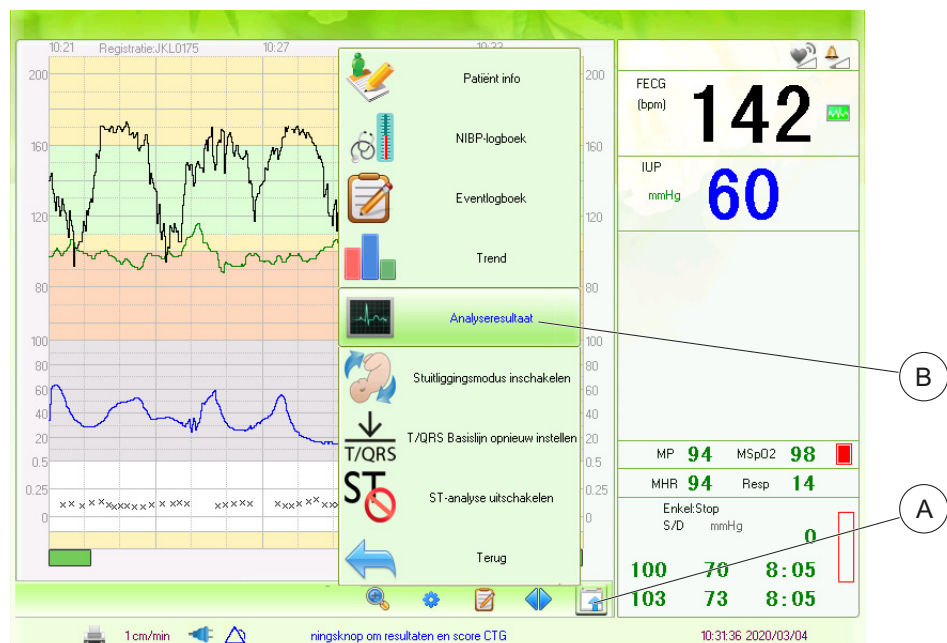 10:21 Registratie:JKL0175 10:27 10:33
200 200
160 160
120 120
80 80
100 100
80 80
60 60
40 40
20 20
0.5 0.5
0.25 0.25
0 0
Patiënt info
NIBP-logboek
Eventlogboek
Trend
Analyseresultaat
Stuitliggingsmodus inschakelen
T/QRS
T/QRS Basislijn opnieuw instellen
ST
ST-analyse uitschakelen
Terug
FECG
(bpm)
142
IUP
mmHg
60
MP 94 MSpO2 98
MHR 94 Resp 14
Enkel:Stop
S/D mmHg
0
100 70 8:05
103 73 8:05
B
A
1 cm/min ningsknop om resultaten en score CTG 10:31:36 2020/03/04